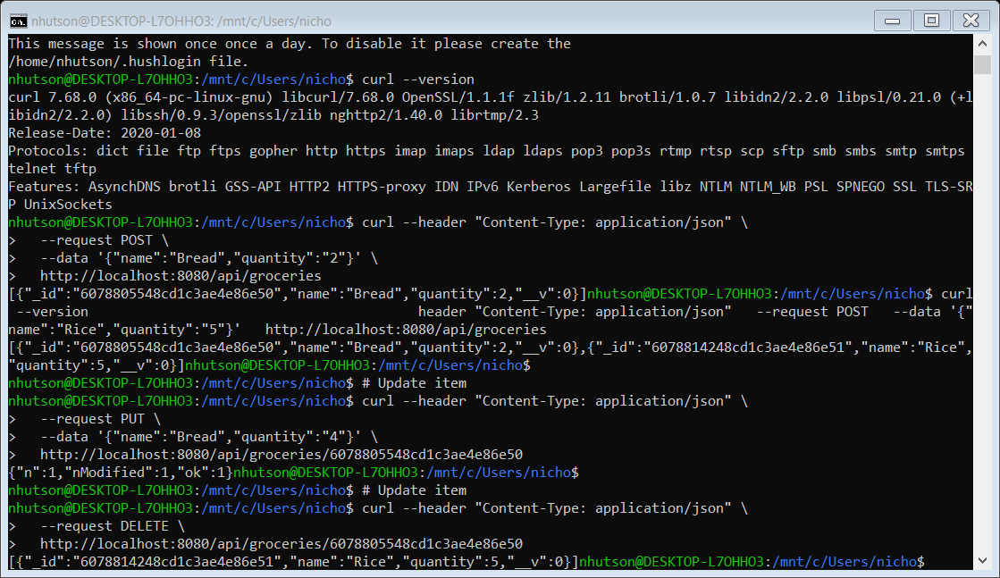 nhutson@DESKTOP-L7OHHO3: /mnt/c/Users/nicho
This message is shown once once a day. To disable it please create the
/home/nhutson/.hushlogin file.
nhutson@DESKTOP-L7OHHO3:/mnt/c/Users/nicho$ curl --version
curl 7.68.0 (x86_64-pc-linux-gnu) libcurl/7.68.0 OpenSSL/1.1.1f zlib/1.2.11 brotli/1.0.7 libidn2/2.2.0 libpsl/0.21.0 (+l
ibidn2/2.2.0) libssh/0.9.3/openssl/zlib nghttp2/1.40.0 librtmp/2.3
Release-Date: 2020-01-08
Protocols: dict file ftp ftps gopher http https imap imaps ldap ldaps pop3 pop3s rtmp rtsp scp sftp smb smbs smtp smtps
telnet tftp
Features: AsynchDNS brotli GSS-API HTTP2 HTTPS-proxy IDN IPv6 Kerberos Largefile libz NTLM NTLM_WB PSL SPNEGO SSL TLS-SR
P UnixSockets
nhutson@DESKTOP-L7OHHO3:/mnt/c/Users/nicho$ curl --header "Content-Type: application/json" \
>   --request POST \
>   --data '{"name":"Bread","quantity":"2"}' \
>   http://localhost:8080/api/groceries
[{"_id":"6078805548cd1c3ae4e86e50","name":"Bread","quantity":2,"__v":0}]nhutson@DESKTOP-L7OHHO3:/mnt/c/Users/nicho$ curl
 --version                                         header "Content-Type: application/json"   --request POST   --data '{"
name":"Rice","quantity":"5"}'   http://localhost:8080/api/groceries
[{"_id":"6078805548cd1c3ae4e86e50","name":"Bread","quantity":2,"__v":0},{"_id":"6078814248cd1c3ae4e86e51","name":"Rice",
"quantity":5,"__v":0}]nhutson@DESKTOP-L7OHHO3:/mnt/c/Users/nicho$
nhutson@DESKTOP-L7OHHO3:/mnt/c/Users/nicho$ # Update item
nhutson@DESKTOP-L7OHHO3:/mnt/c/Users/nicho$ curl --header "Content-Type: application/json" \
>   --request PUT \
>   --data '{"name":"Bread","quantity":"4"}' \
>   http://localhost:8080/api/groceries/6078805548cd1c3ae4e86e50
{"n":1,"nModified":1,"ok":1}nhutson@DESKTOP-L7OHHO3:/mnt/c/Users/nicho$
nhutson@DESKTOP-L7OHHO3:/mnt/c/Users/nicho$ # Update item
nhutson@DESKTOP-L7OHHO3:/mnt/c/Users/nicho$ curl --header "Content-Type: application/json" \
>   --request DELETE \
>   http://localhost:8080/api/groceries/6078805548cd1c3ae4e86e50
[{"_id":"6078814248cd1c3ae4e86e51","name":"Rice","quantity":5,"__v":0}]nhutson@DESKTOP-L7OHHO3:/mnt/c/Users/nicho$